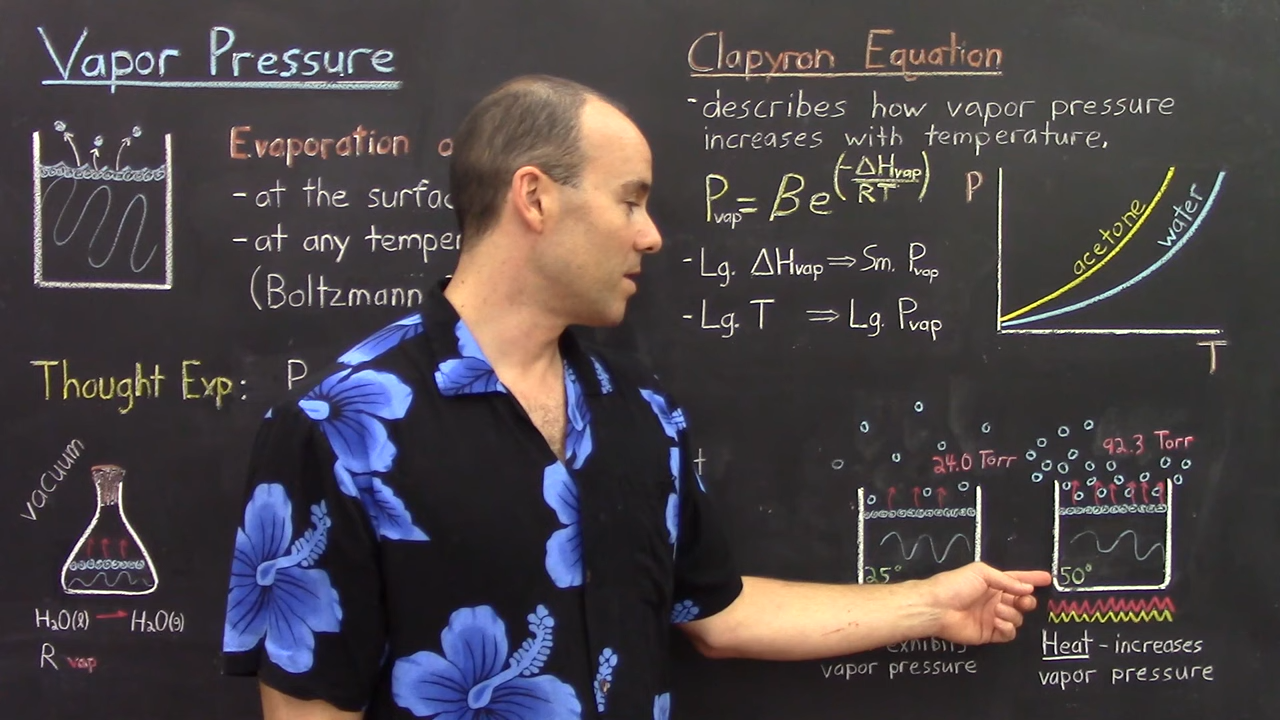 Vapor Pressure
Evaporation
- at the surfac
- at any temper
(Boltzmann
Thought Exp: P
vacuum
H₂O(l) → H₂O(g)
R vap
t
Clapyron Equation
- describes how vapor pressure
increases with temperature.
Pvap = Be^(-ΔHvap/RT)
- Lg. ΔHvap ⇒ Sm. Pvap
- Lg. T ⇒ Lg. Pvap
P
acetone
water
T
24.0 Torr
25°
exhibits
vapor pressure
92.3 Torr
50°
Heat - increases
vapor pressure